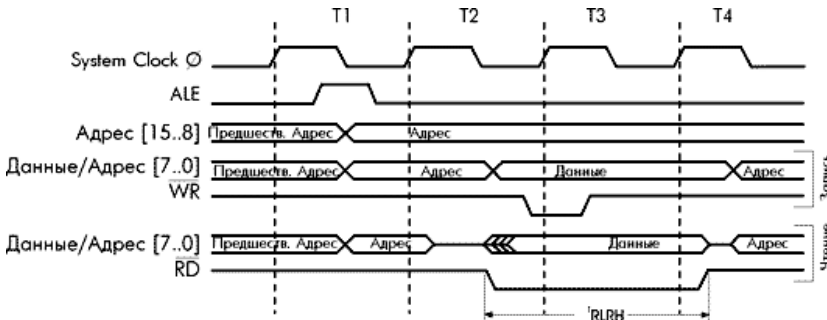 T1 T2 T3 T4
System Clock Ø
ALE
Адрес [15..8] Предшеств. Адрес Адрес
Данные/Адрес [7..0] Предшеств. Адрес Адрес Данные Адрес
WR
Запись
Данные/Адрес [7..0] Предшеств. Адрес Адрес Данные Адрес
RD
Чтение
tRLRH